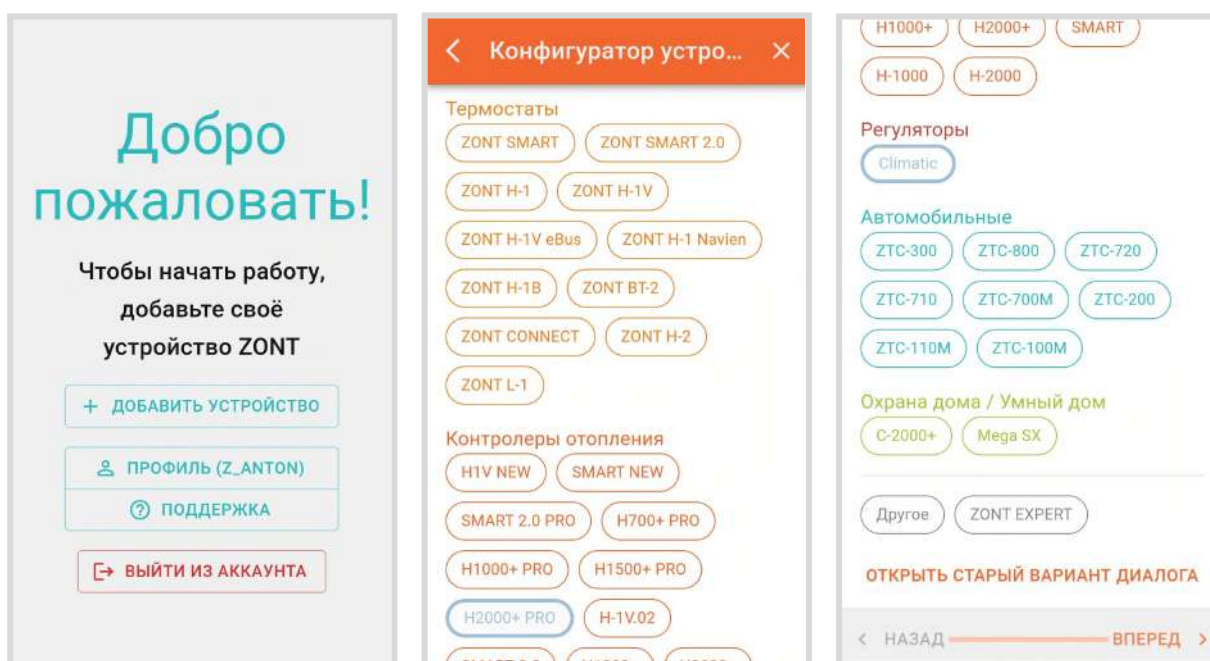 Добро
пожаловать!
Чтобы начать работу,
добавьте своё
устройство ZONT
+ ДОБАВИТЬ УСТРОЙСТВО
ПРОФИЛЬ (Z_ANTON)
ПОДДЕРЖКА
ВЫЙТИ ИЗ АККАУНТА
Конфигуратор устро...
Термостаты
ZONT SMART ZONT SMART 2.0
ZONT H-1 ZONT H-1V
ZONT H-1V eBus ZONT H-1 Navien
ZONT H-1B ZONT BT-2
ZONT CONNECT ZONT H-2
ZONT L-1
Контролеры отопления
H1V NEW SMART NEW
SMART 2.0 PRO H700+ PRO
H1000+ PRO H1500+ PRO
H2000+ PRO H-1V.02
H1000+ H2000+ SMART
H-1000 H-2000
Регуляторы
Climatic
Автомобильные
ZTC-300 ZTC-800 ZTC-720
ZTC-710 ZTC-700M ZTC-200
ZTC-110M ZTC-100M
Охрана дома / Умный дом
C-2000+ Mega SX
Другое ZONT EXPERT
ОТКРЫТЬ СТАРЫЙ ВАРИАНТ ДИАЛОГА
НАЗАД ВПЕРЕД